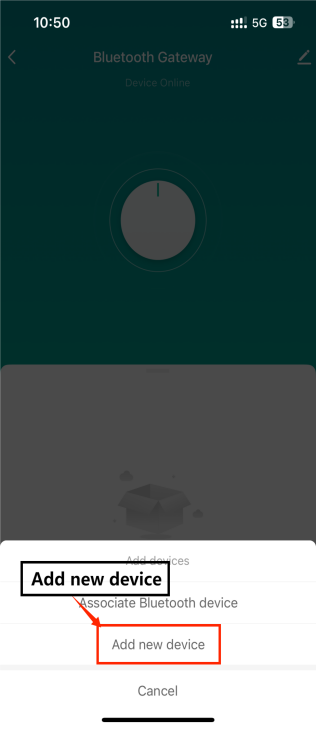 10:50
5G 53
Bluetooth Gateway
Device Online
Add devices
Add new device
Associate Bluetooth device
Add new device
Cancel